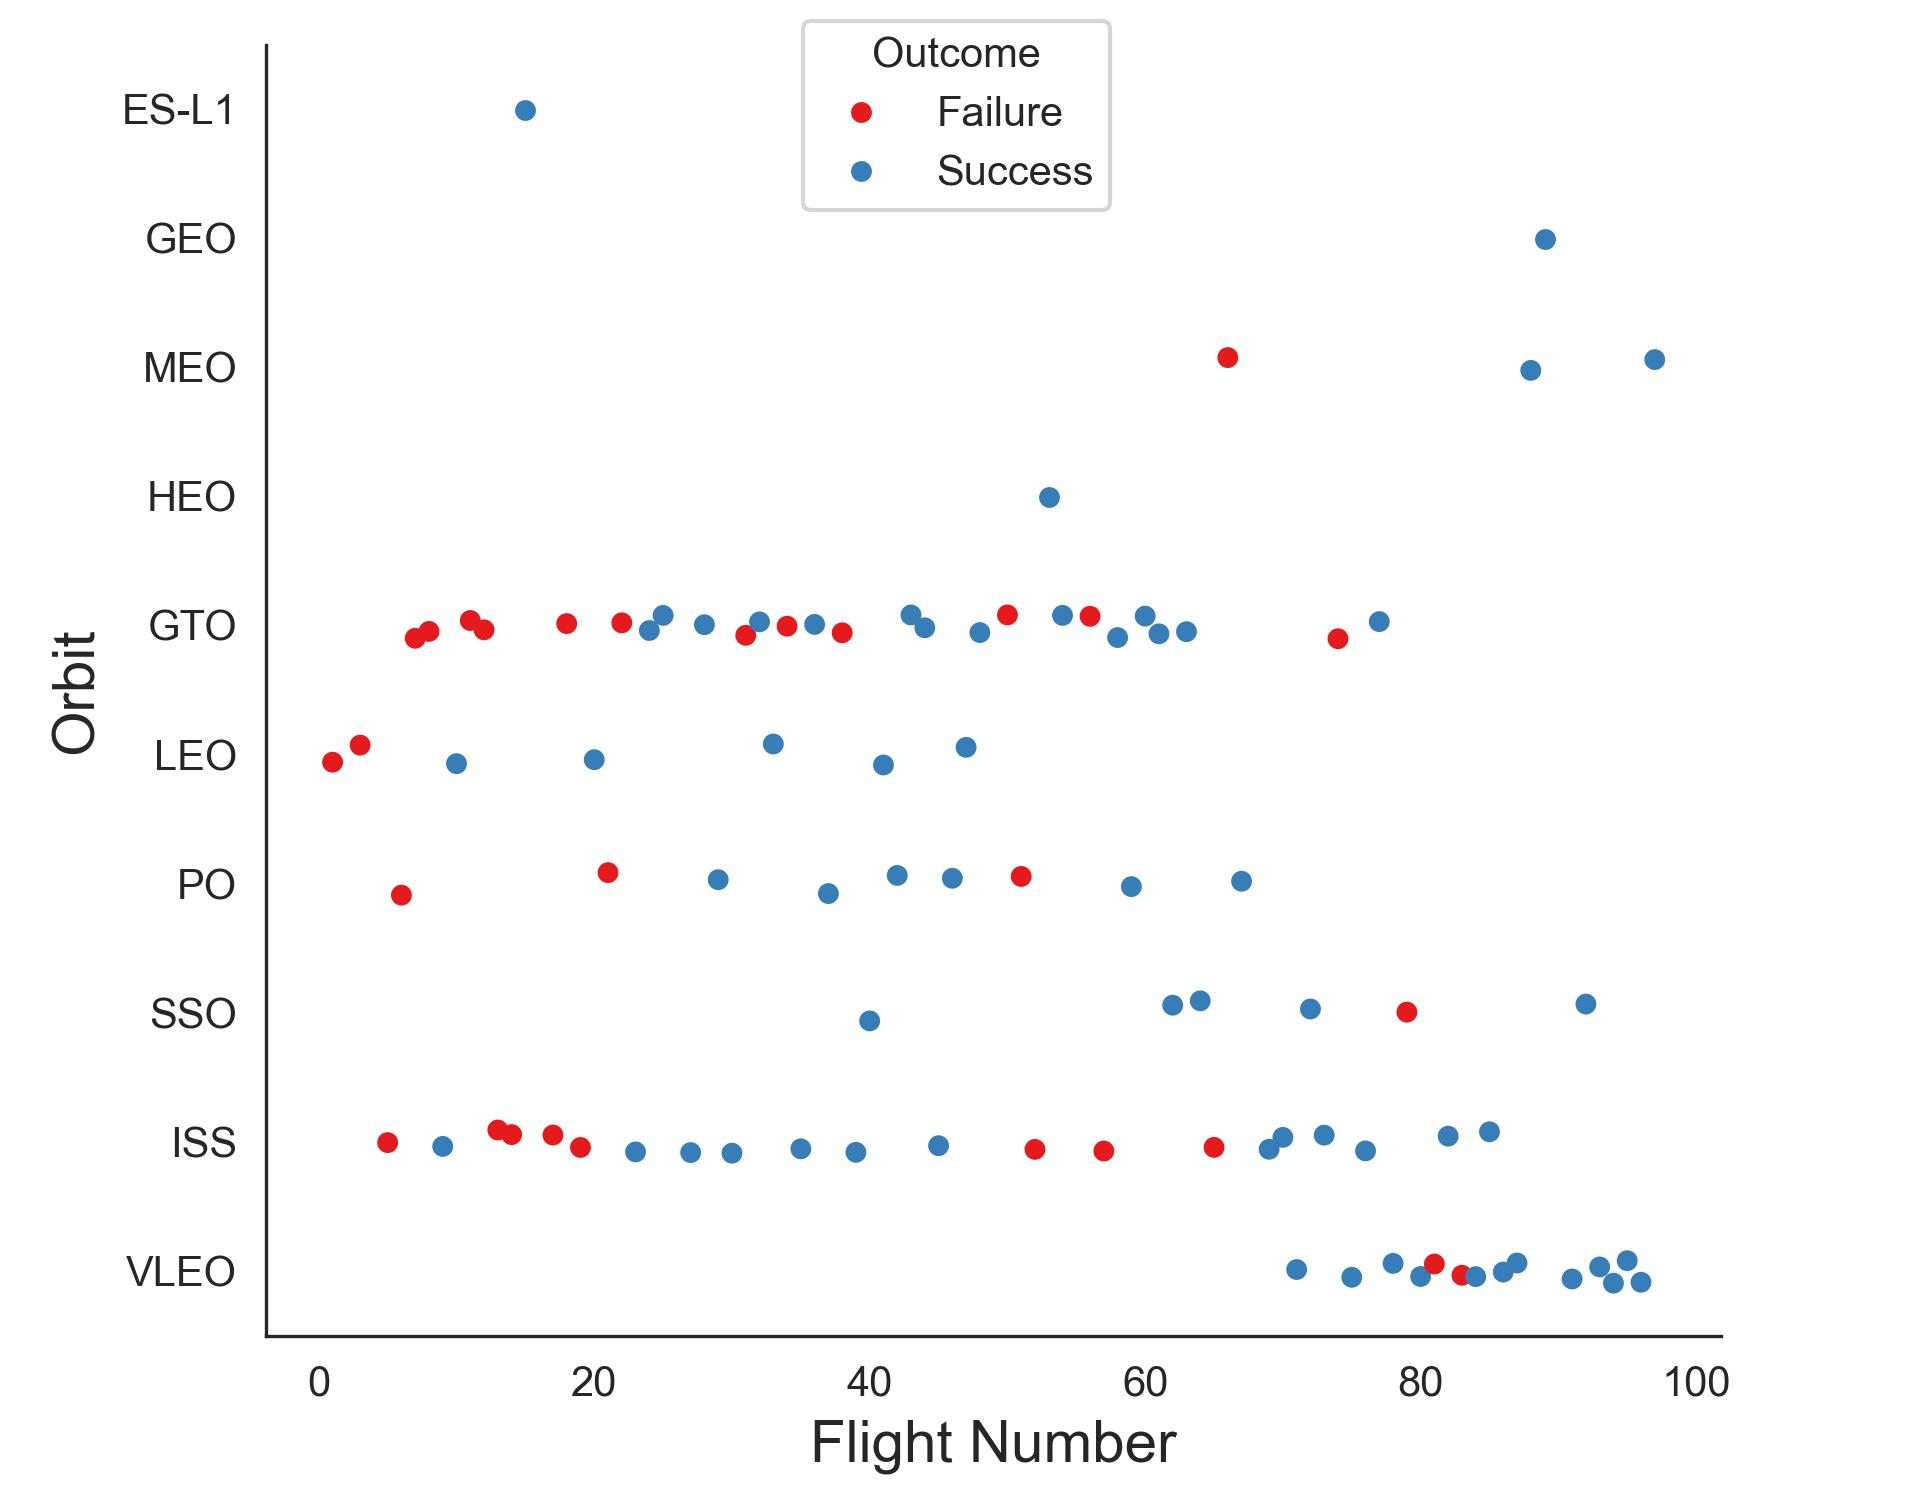 Outcome
Failure
Success
ES-L1
GEO
MEO
HEO
GTO
LEO
PO
SSO
ISS
VLEO
Orbit
0 20 40 60 80 100
Flight Number